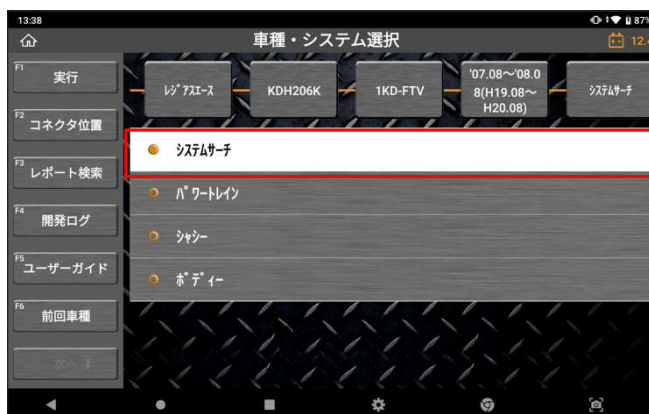 13:38
87%
車種・システム選択
12.
F1 実行
F2 コネクタ位置
F3 レポート検索
F4 開発ログ
F5 ユーザーガイド
F6 前回車種
次へ
ﾚｼﾞｱｽｴｰｽ
KDH206K
1KD-FTV
'07.08～'08.0
8(H19.08～
H20.08)
ｼｽﾃﾑｻｰﾁ
ｼｽﾃﾑｻｰﾁ
ﾊﾟﾜｰﾄﾚｲﾝ
ｼｬｼｰ
ﾎﾞﾃﾞｨｰ